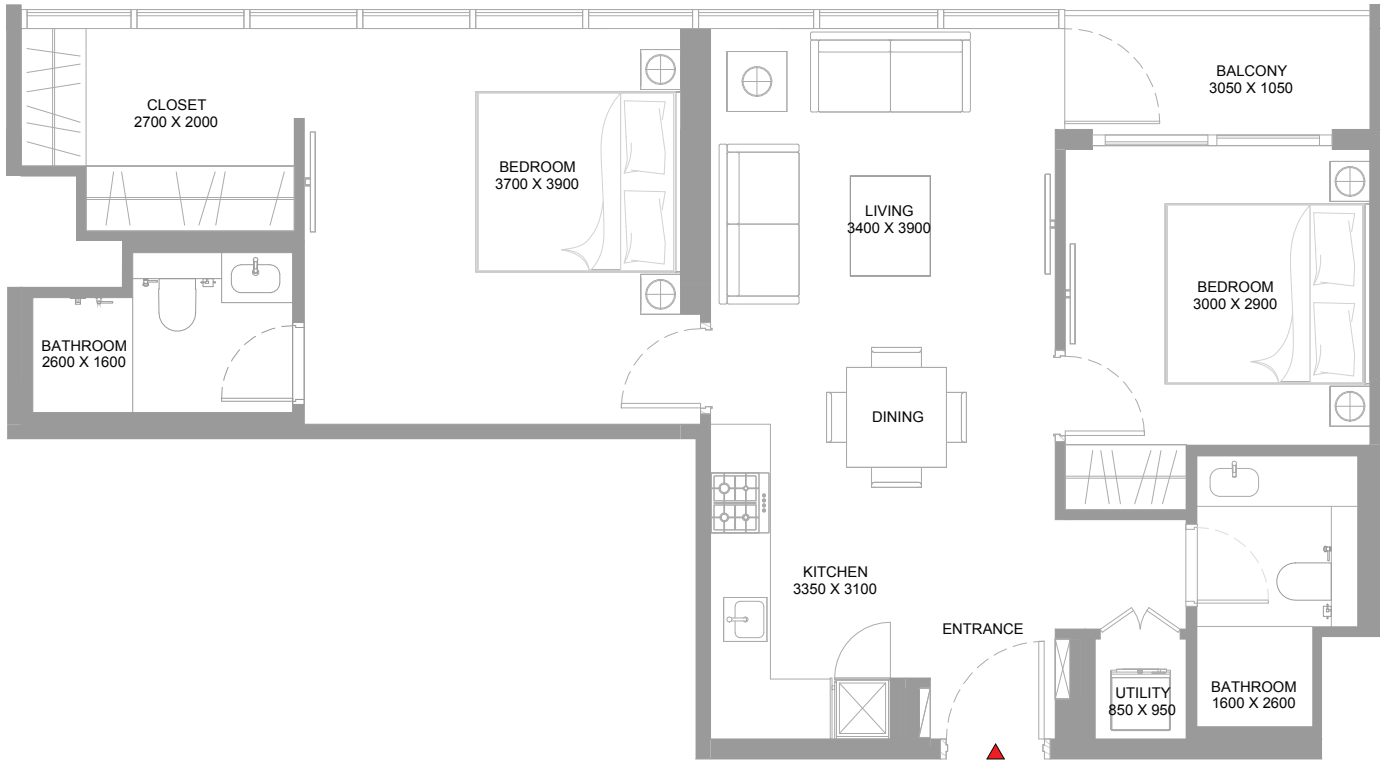 CLOSET
2700 X 2000
BEDROOM
3700 X 3900
BALCONY
3050 X 1050
LIVING
3400 X 3900
BEDROOM
3000 X 2900
BATHROOM
2600 X 1600
DINING
KITCHEN
3350 X 3100
ENTRANCE
UTILITY
850 X 950
BATHROOM
1600 X 2600